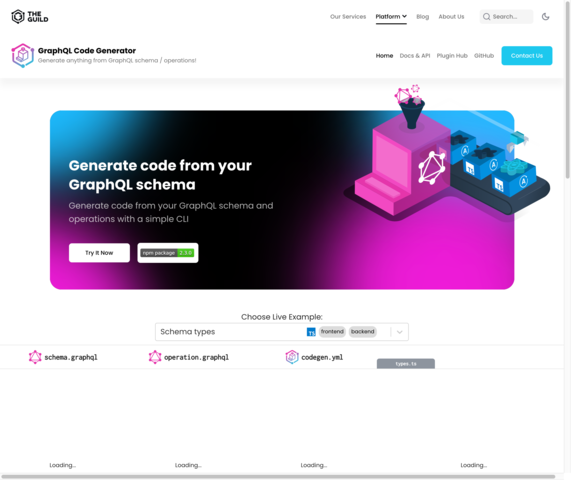 THE GUILD
Our Services
Platform
Blog
About Us
Search...
GraphQL Code Generator
Generate anything from GraphQL schema / operations!
Home
Docs & API
Plugin Hub
GitHub
Contact Us
Generate code from your
GraphQL schema
Generate code from your GraphQL schema and
operations with a simple CLI
Try It Now
npm package 2.3.0
TS
A
TS
A
A
Choose Live Example:
Schema types
TS
frontend
backend
schema.graphql
operation.graphql
codegen.yml
types.ts
Loading...
Loading...
Loading...
Loading...